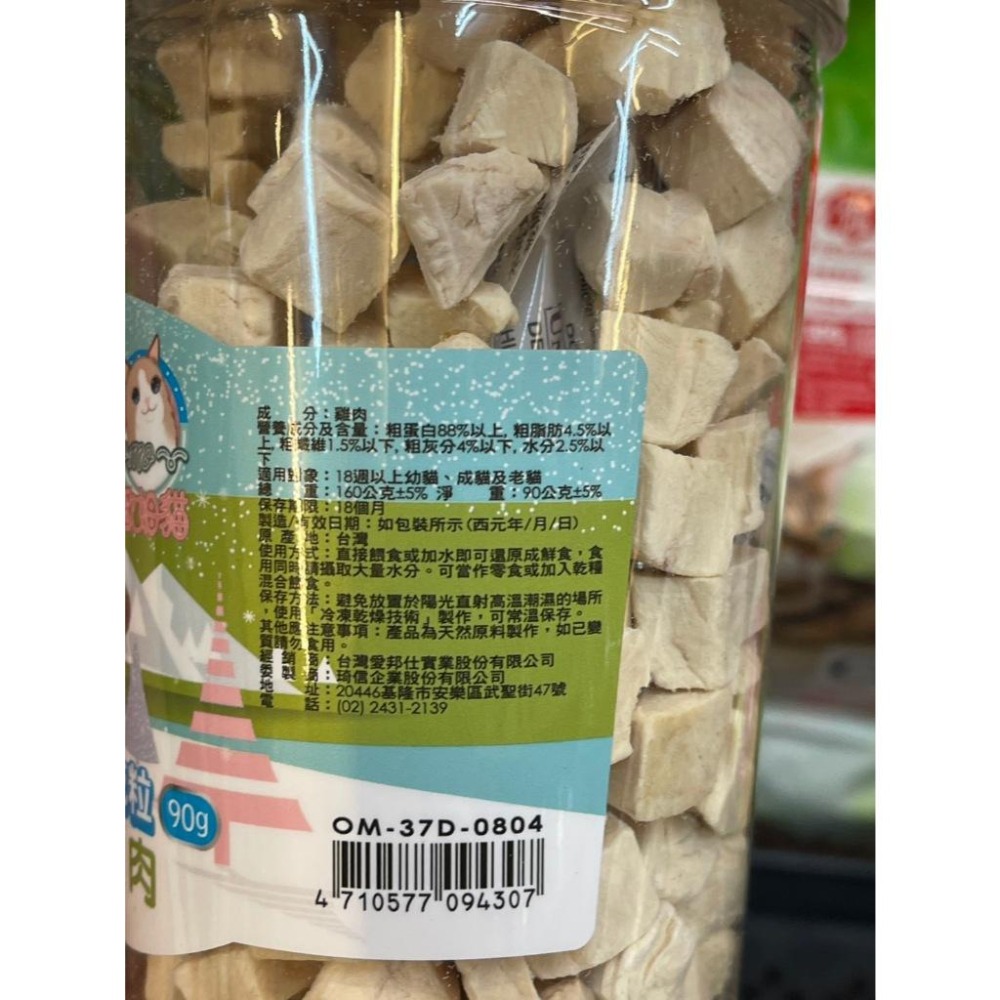 成　　分：雞肉
營養成分及含量：粗蛋白88%以上, 粗脂肪4.5%以
上, 粗纖維1.5%以下, 粗灰分4%以下, 水分2.5%以
下
適用對象：18週以上幼貓、成貓及老貓
總　　重：160公克±5% 淨　　重：90公克±5%
保存期限：18個月
製造/有效日期：如包裝所示(西元年/月/日)
原 產 地：台灣
使用方式：直接餵食或加水即可還原成鮮食，食
用同時請攝取大量水分。可當作零食或加入乾糧
混合飲食。
保存方法：避免放置於陽光直射高溫潮濕的場所
，使用「冷凍乾燥技術」製作，可常溫保存。
其他應注意事項：產品為天然原料製作，如已變
質請勿食用。
經 銷 商：台灣愛邦仕實業股份有限公司
委 製 商：琦信企業股份有限公司
地　　址：20446基隆市安樂區武聖街47號
電　　話：(02) 2431-2139
貓
粒
90g
肉
OM-37D-0804
4 710577 094307